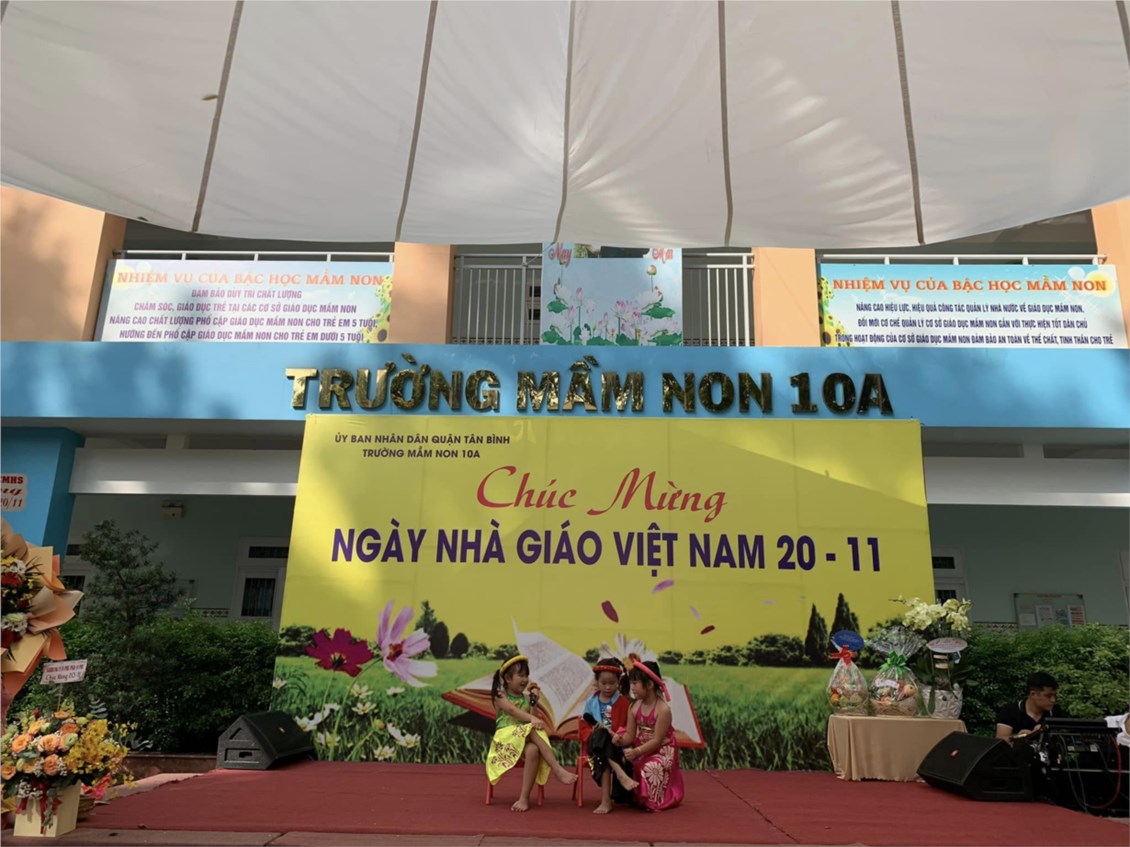 NHIỆM VỤ CỦA BẬC HỌC MẦM NON
ĐẢM BẢO DUY TRÌ CHẤT LƯỢNG
CHĂM SÓC, GIÁO DỤC TRẺ TẠI CÁC CƠ SỞ GIÁO DỤC MẦM NON
NÂNG CAO CHẤT LƯỢNG PHỔ CẬP GIÁO DỤC MẦM NON CHO TRẺ EM 5 TUỔI,
HƯỚNG ĐẾN PHỔ CẬP GIÁO DỤC MẦM NON CHO TRẺ EM DƯỚI 5 TUỔI
NHIỆM VỤ CỦA BẬC HỌC MẦM NON
NÂNG CAO HIỆU LỰC, HIỆU QUẢ CÔNG TÁC QUẢN LÝ NHÀ NƯỚC VỀ GIÁO DỤC MẦM NON,
ĐỔI MỚI CƠ CHẾ QUẢN LÝ CƠ SỞ GIÁO DỤC MẦM NON GẮN VỚI THỰC HIỆN TỐT DÂN CHỦ
TRONG HOẠT ĐỘNG CỦA CƠ SỞ GIÁO DỤC MẦM NON ĐẢM BẢO AN TOÀN VỀ THỂ CHẤT, TINH THẦN CHO TRẺ
TRƯỜNG MẦM NON 10A
ỦY BAN NHÂN DÂN QUẬN TÂN BÌNH
TRƯỜNG MẦM NON 10A
Chúc Mừng
NGÀY NHÀ GIÁO VIỆT NAM 20 - 11
MHS
20/11